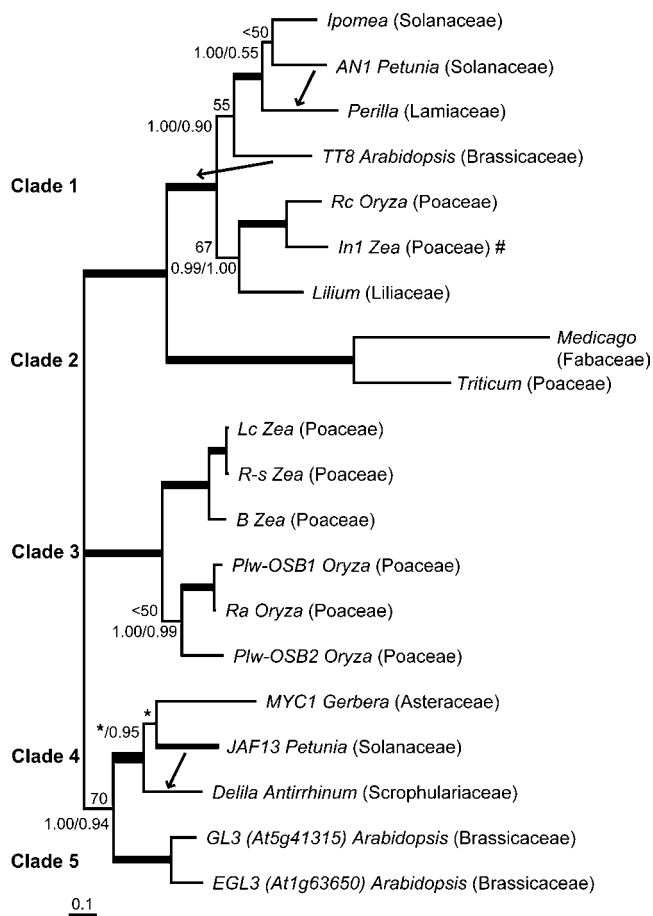 Ipomea (Solanaceae)
<50
1.00/0.55
AN1 Petunia (Solanaceae)
55
Perilla (Lamiaceae)
1.00/0.90
TT8 Arabidopsis (Brassicaceae)
Clade 1
Rc Oryza (Poaceae)
67
In1 Zea (Poaceae) #
0.99/1.00
Lilium (Liliaceae)
Medicago
(Fabaceae)
Clade 2
Triticum (Poaceae)
Lc Zea (Poaceae)
R-s Zea (Poaceae)
B Zea (Poaceae)
Clade 3
Plw-OSB1 Oryza (Poaceae)
<50
Ra Oryza (Poaceae)
1.00/0.99
Plw-OSB2 Oryza (Poaceae)
MYC1 Gerbera (Asteraceae)
*
*/0.95
JAF13 Petunia (Solanaceae)
Clade 4
Delila Antirrhinum (Scrophulariaceae)
70
1.00/0.94
GL3 (At5g41315) Arabidopsis (Brassicaceae)
Clade 5
EGL3 (At1g63650) Arabidopsis (Brassicaceae)
0.1